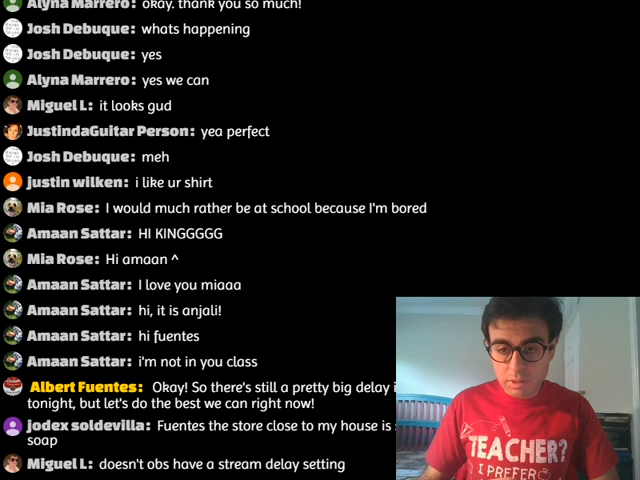 Alyna Marrero: okay. thank you so much!
Josh Debuque: whats happening
Josh Debuque: yes
Alyna Marrero: yes we can
Miguel L: it looks gud
JustindaGuitar Person: yea perfect
Josh Debuque: meh
justin wilken: i like ur shirt
Mia Rose: I would much rather be at school because I'm bored
Amaan Sattar: HI KINGGGGG
Mia Rose: Hi amaan ^
Amaan Sattar: I love you miaaa
Amaan Sattar: hi, it is anjali!
Amaan Sattar: hi fuentes
Amaan Sattar: i'm not in you class
Albert Fuentes: Okay! So there's still a pretty big delay
tonight, but let's do the best we can right now!
jodex soldevilla: Fuentes the store close to my house is
soap
Miguel L: doesn't obs have a stream delay setting
TEACHER?
I PREFER